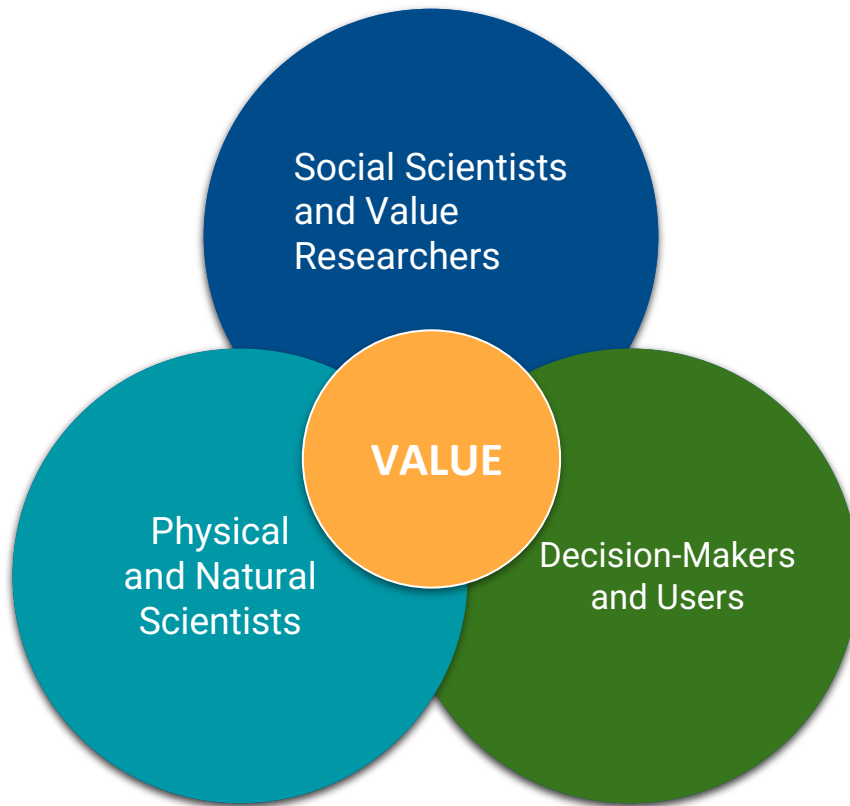 Social Scientists
and Value
Researchers
VALUE
Physical
and Natural
Scientists
Decision-Makers
and Users